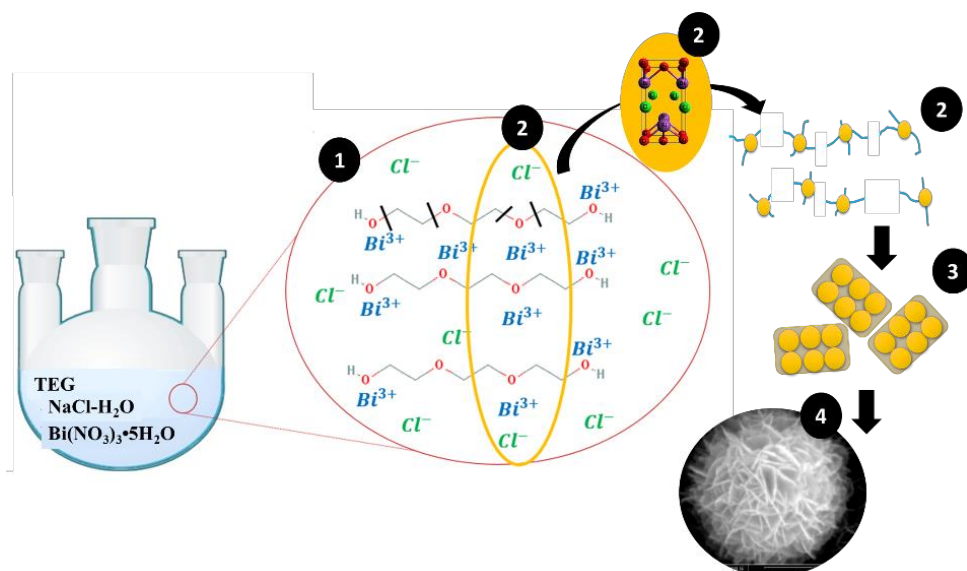 2
2
2
1
Cl⁻ Cl⁻
Bi³⁺
H O O O O H
Bi³⁺ Bi³⁺ Bi³⁺ Bi³⁺
Cl⁻
H O O O O H
Cl⁻ Bi³⁺ Bi³⁺ Cl⁻
Cl⁻
Bi³⁺
H O O O O H
Bi³⁺ Bi³⁺
Cl⁻ Cl⁻
Cl⁻
TEG
NaCl-H₂O
Bi(NO₃)₃•5H₂O
3
4